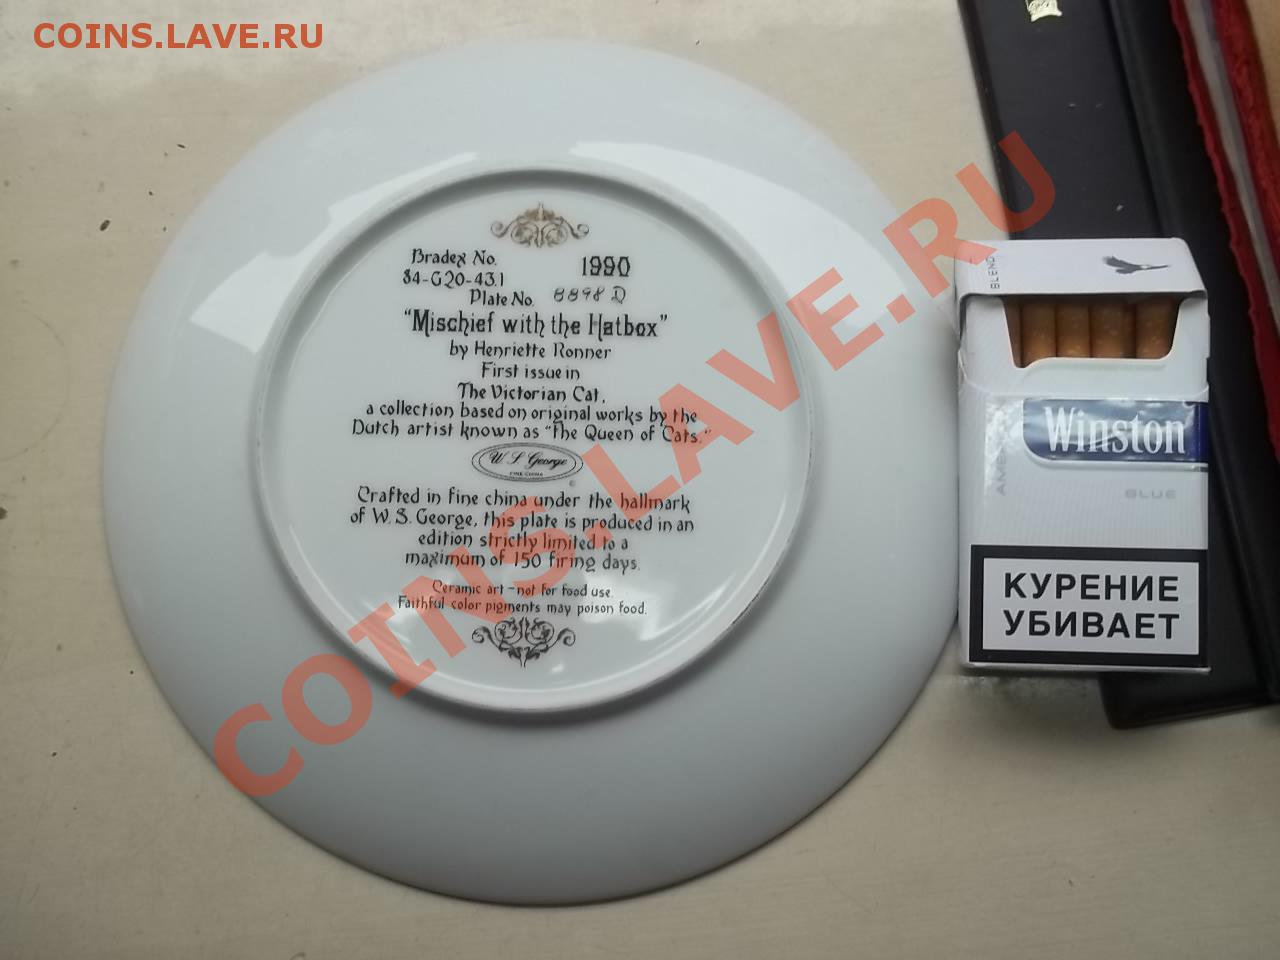 COINS.LAVE.RU
Bradex No. 1990
84-G20-43.1
Plate No. 8898 D
"Mischief with the Hatbox"
by Henriette Ronner
First issue in
The Victorian Cat,
a collection based on original works by the
Dutch artist known as "the Queen of Cats."
W. S. George
FINE CHINA
©
Crafted in fine china under the hallmark
of W. S. George, this plate is produced in an
edition strictly limited to a
maximum of 150 firing days.
Ceramic art – not for food use.
Faithful color pigments may poison food.
COINS.LAVE.RU
BLEND
Winston
BLUE
КУРЕНИЕ
УБИВАЕТ